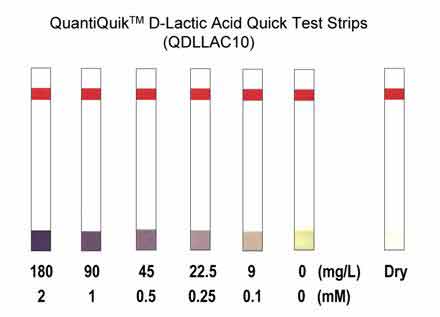 QuantiQuik™ D-Lactic Acid Quick Test Strips
(QDLLAC10)
180 90 45 22.5 9 0 (mg/L) Dry
2 1 0.5 0.25 0.1 0 (mM)